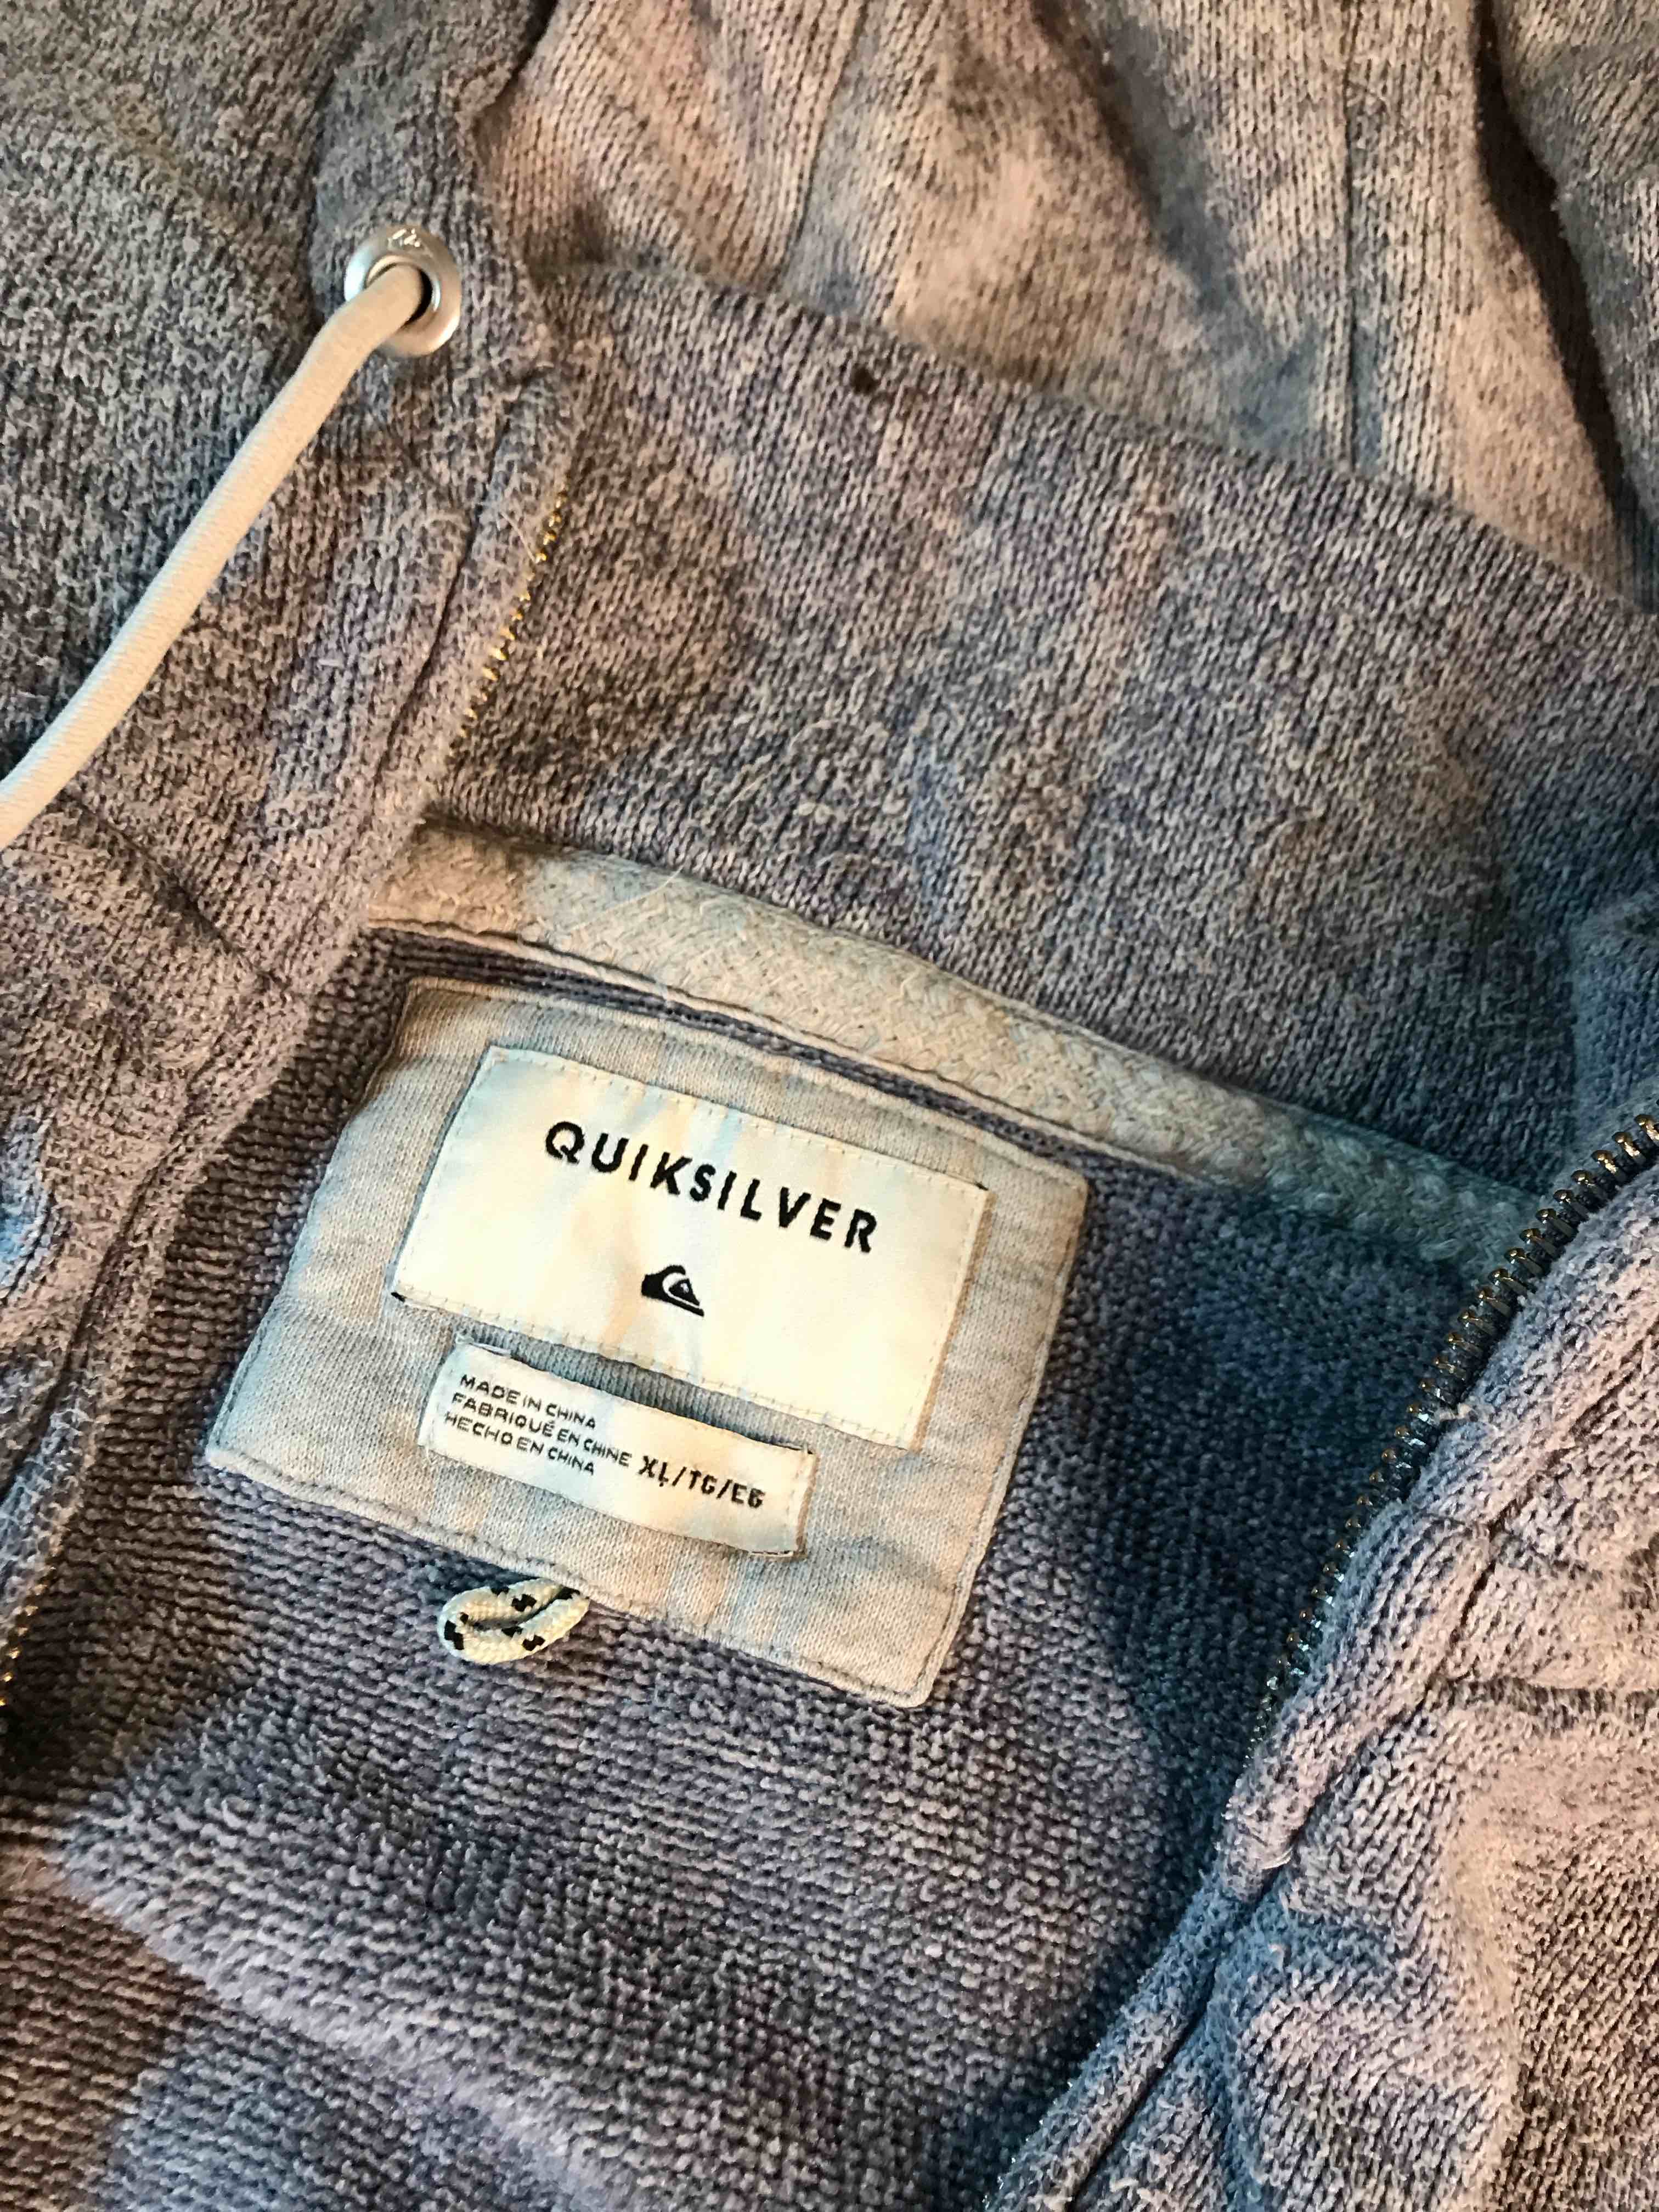 QUIKSILVER
MADE IN CHINA
FABRIQUÉ EN CHINE
HECHO EN CHINA
XL/TG/EG